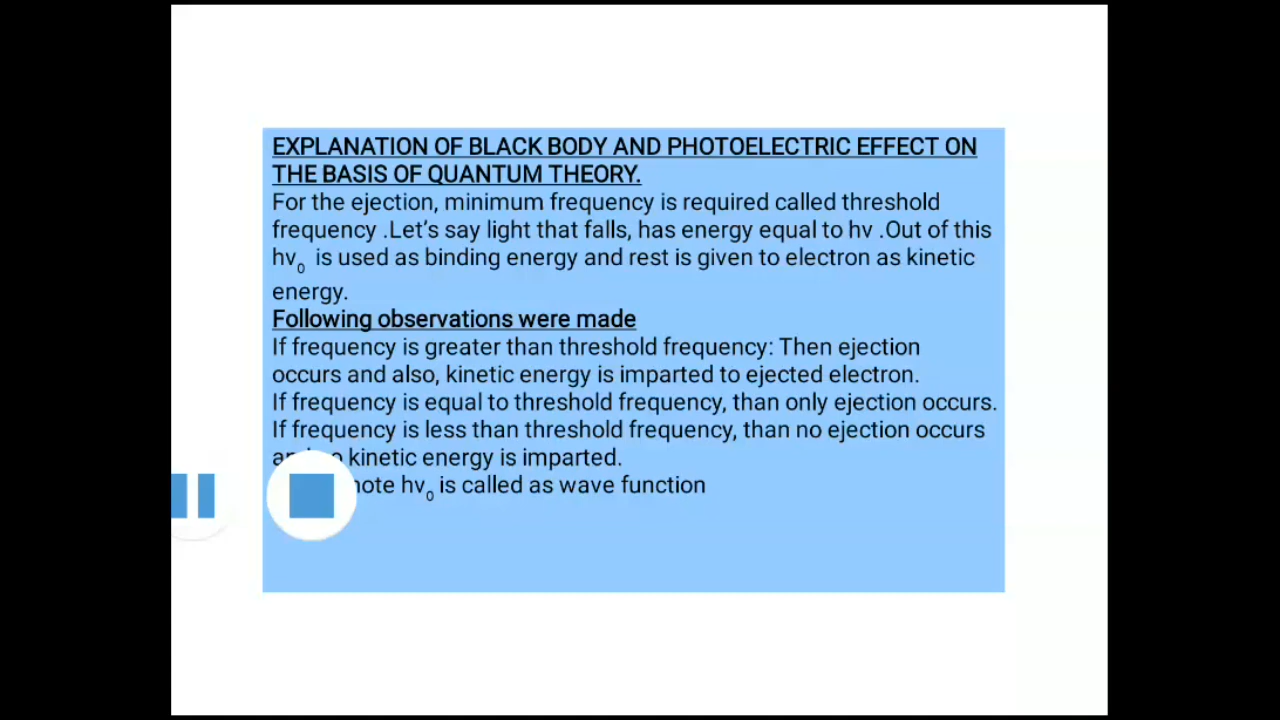 EXPLANATION OF BLACK BODY AND PHOTOELECTRIC EFFECT ON
THE BASIS OF QUANTUM THEORY.
For the ejection, minimum frequency is required called threshold
frequency .Let’s say light that falls, has energy equal to hv .Out of this
hv₀ is used as binding energy and rest is given to electron as kinetic
energy.
Following observations were made
If frequency is greater than threshold frequency: Then ejection
occurs and also, kinetic energy is imparted to ejected electron.
If frequency is equal to threshold frequency, than only ejection occurs.
If frequency is less than threshold frequency, than no ejection occurs
kinetic energy is imparted.
note hv₀ is called as wave function